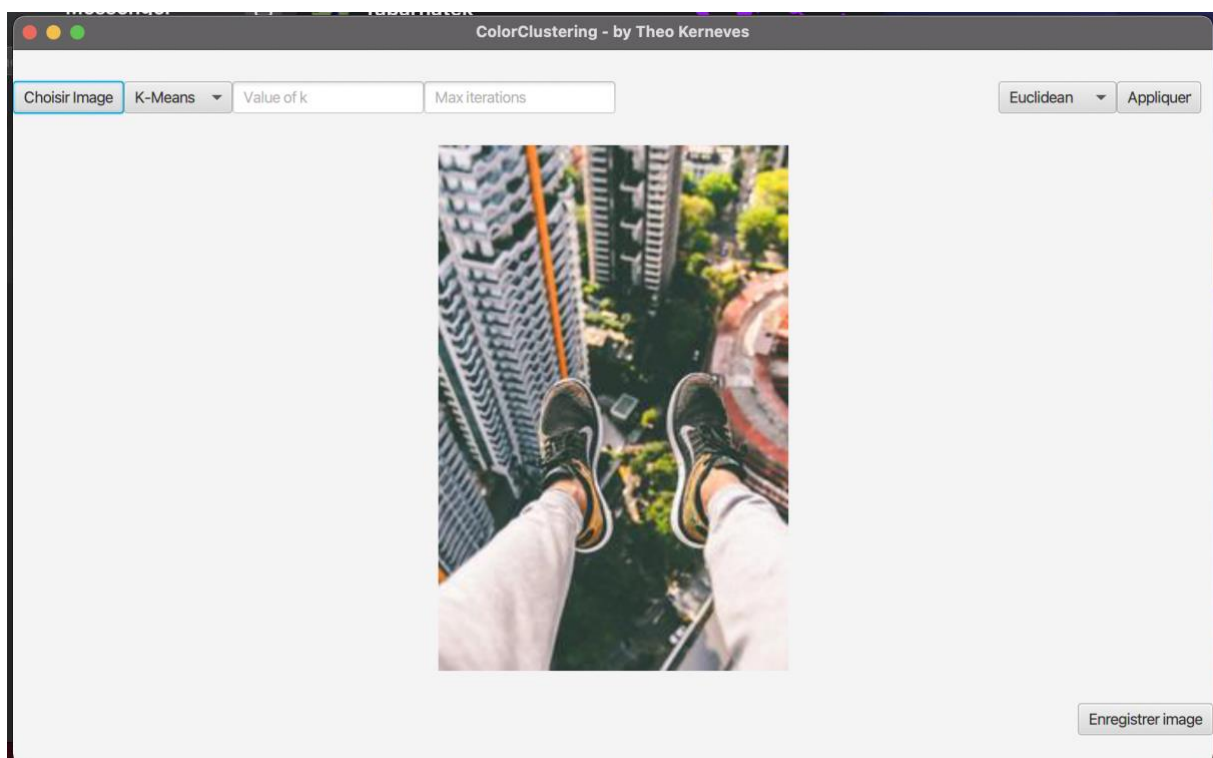 ColorClustering - by Theo Kerneves
Choisir Image K-Means Value of k Max iterations Euclidean Appliquer
Enregistrer image